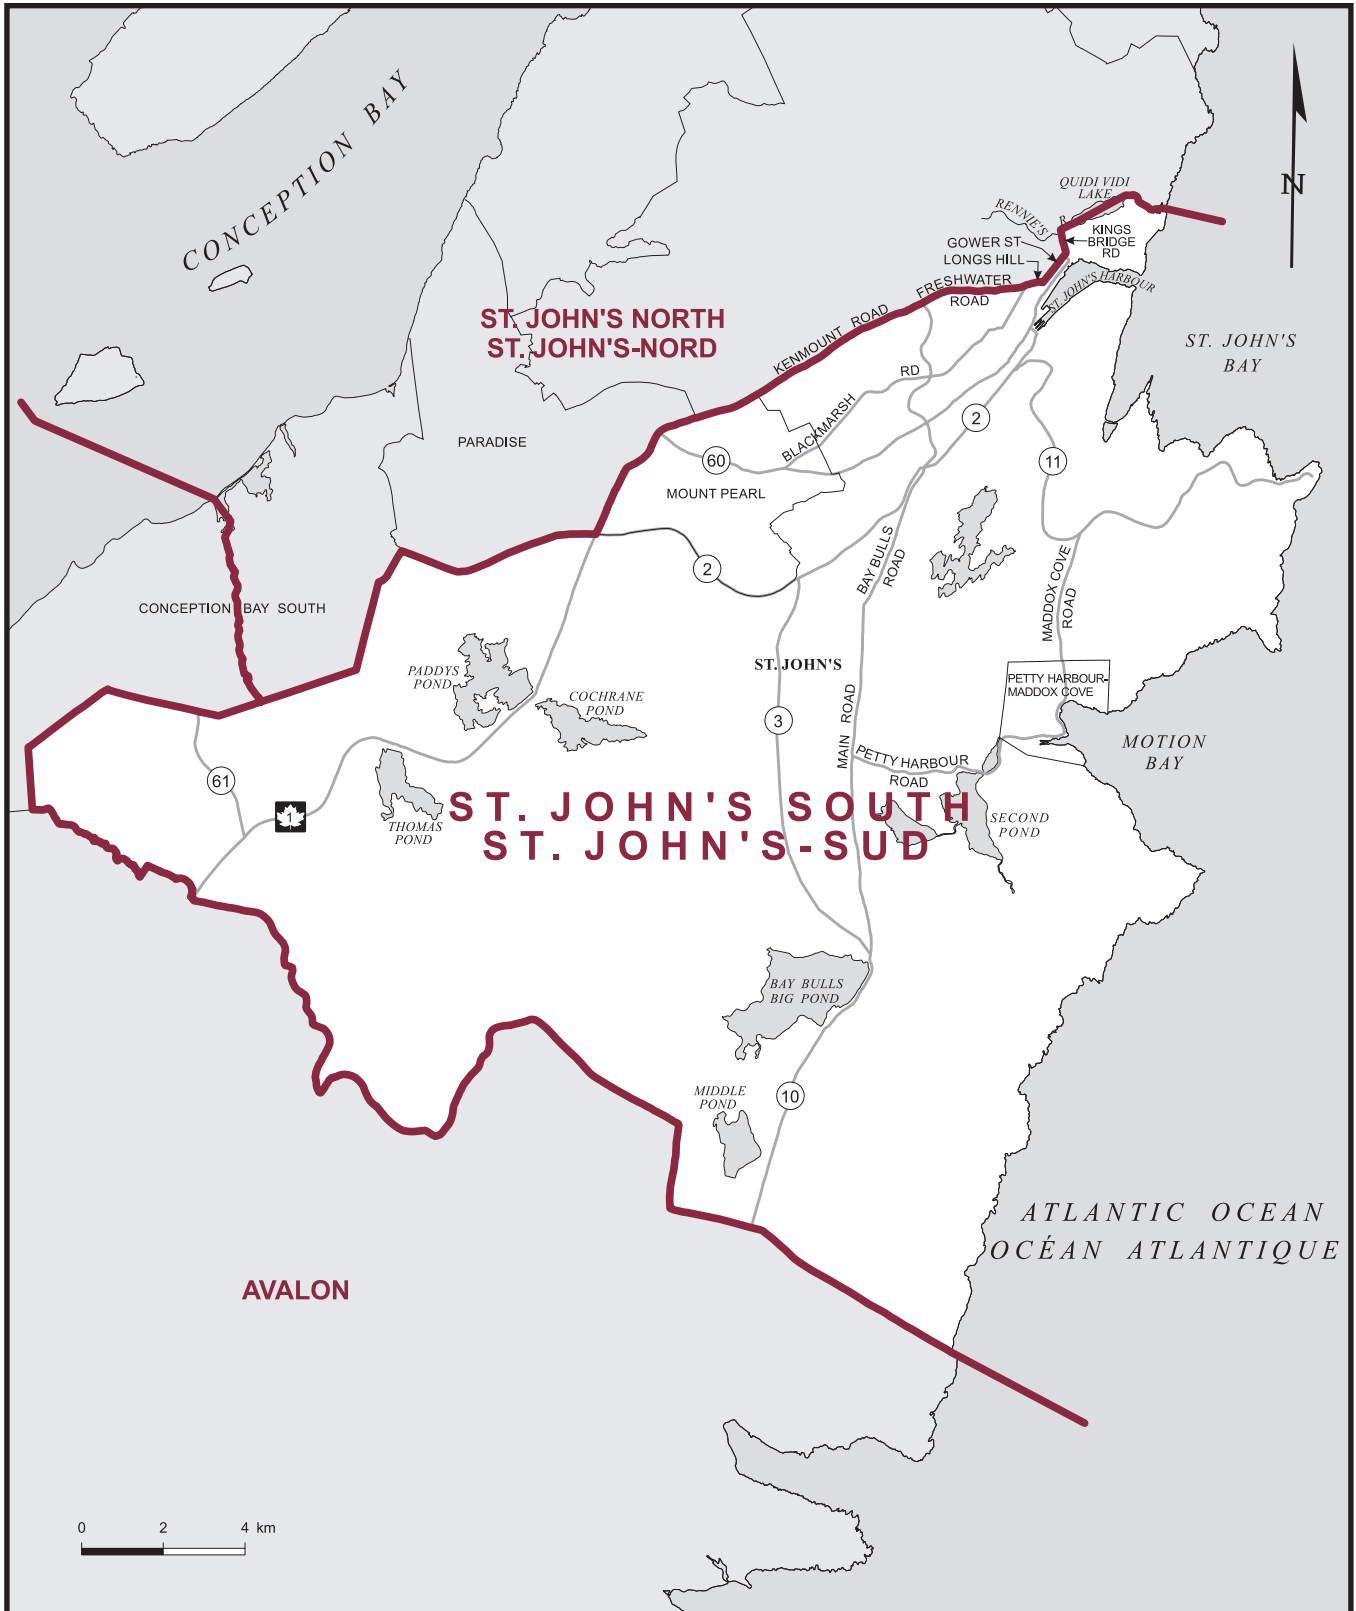 CONCEPTION BAY
QUIDI VIDI
LAKE
RENNIE'S
R
N
KINGS
BRIDGE
RD
GOWER ST
LONGS HILL
ST. JOHN'S HARBOUR
FRESHWATER
ROAD
ST. JOHN'S NORTH
ST. JOHN'S-NORD
KENMOUNT ROAD
ST. JOHN'S
BAY
RD
BLACKMARSH
2
PARADISE
60
11
MOUNT PEARL
2
BAY BULLS
ROAD
MADDOX COVE
ROAD
CONCEPTION BAY SOUTH
PADDYS
POND
ST. JOHN'S
PETTY HARBOUR-
MADDOX COVE
COCHRANE
POND
3
MAIN ROAD
MOTION
BAY
PETTY HARBOUR
ROAD
61
1
THOMAS
POND
ST. JOHN'S SOUTH
ST. JOHN'S-SUD
SECOND
POND
BAY BULLS
BIG POND
MIDDLE
POND
10
ATLANTIC OCEAN
OCÉAN ATLANTIQUE
AVALON
0 2 4 km